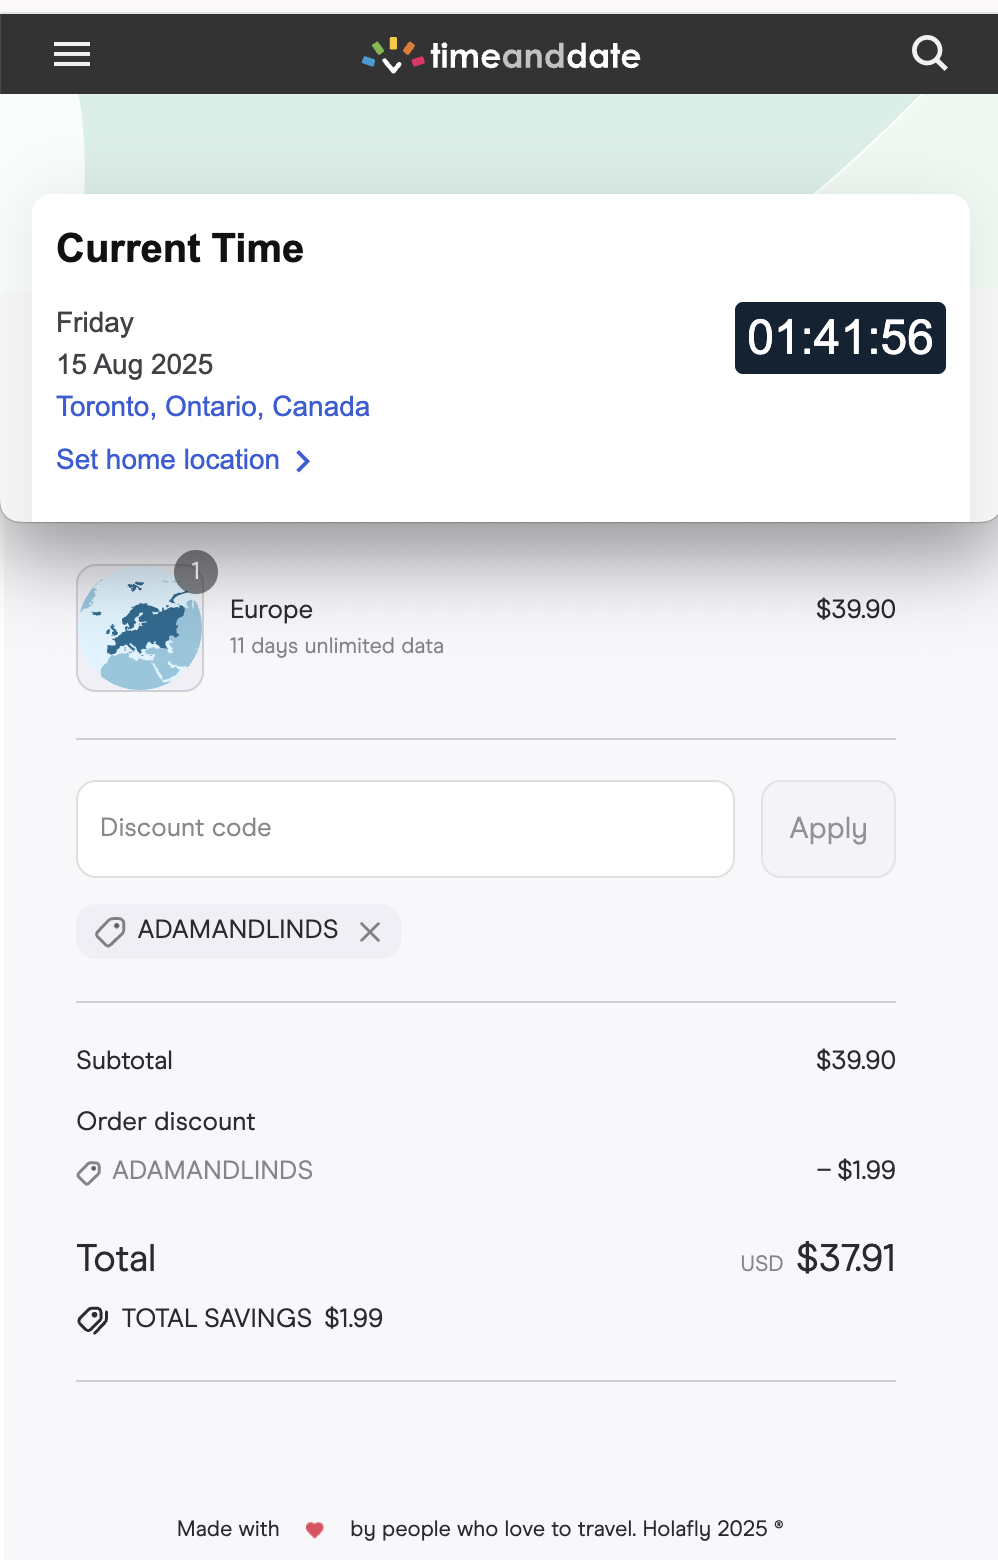 timeanddate
Current Time
Friday
01:41:56
15 Aug 2025
Toronto, Ontario, Canada
Set home location
1
Europe
$39.90
11 days unlimited data
Discount code
Apply
ADAMANDLINDS
Subtotal
$39.90
Order discount
ADAMANDLINDS
– $1.99
Total
USD $37.91
TOTAL SAVINGS $1.99
Made with ❤ by people who love to travel. Holafly 2025 ®